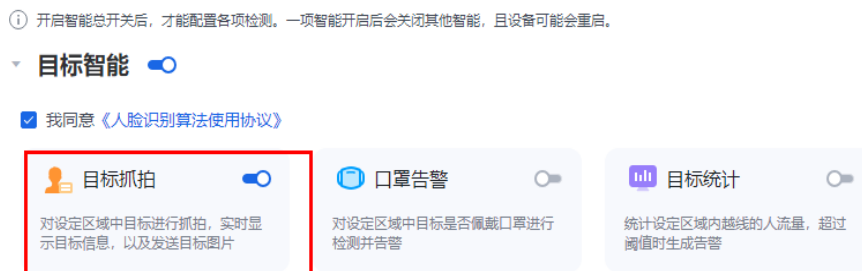 开启智能总开关后，才能配置各项检测。一项智能开启后会关闭其他智能，且设备可能会重启。
目标智能
我同意《人脸识别算法使用协议》
目标抓拍
对设定区域中目标进行抓拍，实时显
示目标信息，以及发送目标图片
口罩告警
对设定区域中目标是否佩戴口罩进行
检测并告警
目标统计
统计设定区域内越线的人流量，超过
阈值时生成告警